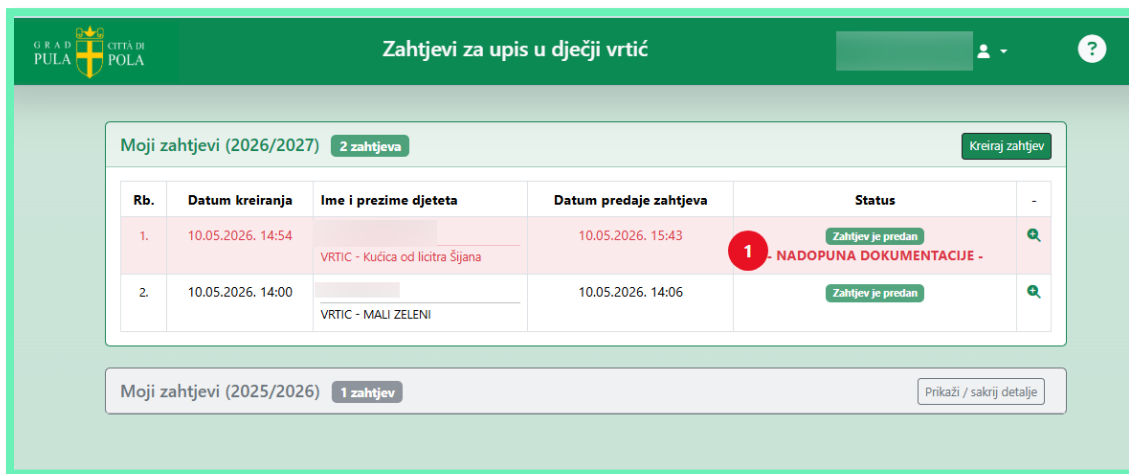 GRAD PULA
CITTÀ DI POLA
Zahtjevi za upis u dječji vrtić
?
Moji zahtjevi (2026/2027) 2 zahtjeva
Kreiraj zahtjev
Rb. Datum kreiranja Ime i prezime djeteta Datum predaje zahtjeva Status -
1. 10.05.2026. 14:54 10.05.2026. 15:43 Zahtjev je predan
VRTIC - Kućica od licitra Šijana 1 - NADOPUNA DOKUMENTACIJE -
2. 10.05.2026. 14:00 10.05.2026. 14:06 Zahtjev je predan
VRTIC - MALI ZELENI
Moji zahtjevi (2025/2026) 1 zahtjev
Prikaži / sakrij detalje